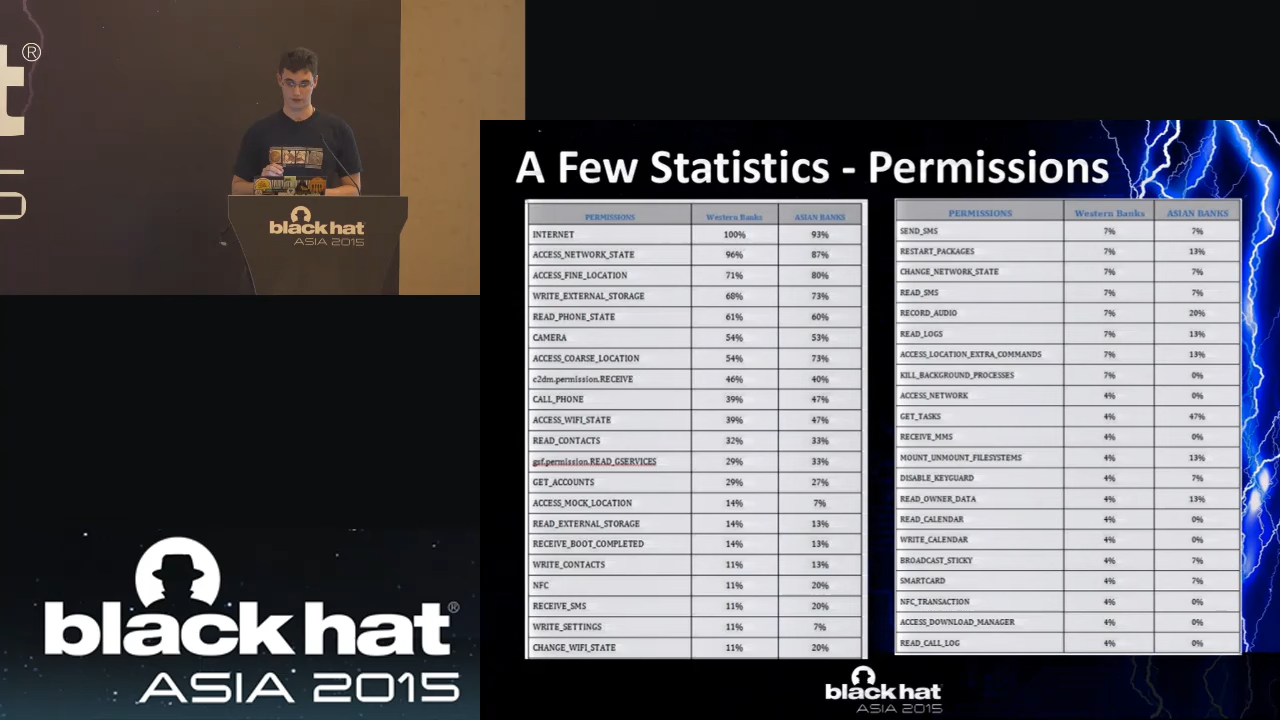 t®
black hat
ASIA 2015
A Few Statistics - Permissions
PERMISSIONS Western Banks ASIAN BANKS
INTERNET 100% 93%
ACCESS_NETWORK_STATE 96% 87%
ACCESS_FINE_LOCATION 71% 80%
WRITE_EXTERNAL_STORAGE 68% 73%
READ_PHONE_STATE 61% 60%
CAMERA 54% 53%
ACCESS_COARSE_LOCATION 54% 73%
c2dm.permission.RECEIVE 46% 40%
CALL_PHONE 39% 47%
ACCESS_WIFI_STATE 39% 47%
READ_CONTACTS 32% 33%
gsf.permission.READ_GSERVICES 29% 33%
GET_ACCOUNTS 29% 27%
ACCESS_MOCK_LOCATION 14% 7%
READ_EXTERNAL_STORAGE 14% 13%
RECEIVE_BOOT_COMPLETED 14% 13%
WRITE_CONTACTS 11% 13%
NFC 11% 20%
RECEIVE_SMS 11% 20%
WRITE_SETTINGS 11% 7%
CHANGE_WIFI_STATE 11% 20%
PERMISSIONS Western Banks ASIAN BANKS
SEND_SMS 7% 7%
RESTART_PACKAGES 7% 13%
CHANGE_NETWORK_STATE 7% 7%
READ_SMS 7% 7%
RECORD_AUDIO 7% 20%
READ_LOGS 7% 13%
ACCESS_LOCATION_EXTRA_COMMANDS 7% 13%
KILL_BACKGROUND_PROCESSES 7% 0%
ACCESS_NETWORK 4% 0%
GET_TASKS 4% 47%
RECEIVE_MMS 4% 0%
MOUNT_UNMOUNT_FILESYSTEMS 4% 13%
DISABLE_KEYGUARD 4% 7%
READ_OWNER_DATA 4% 13%
READ_CALENDAR 4% 0%
WRITE_CALENDAR 4% 0%
BROADCAST_STICKY 4% 7%
SMARTCARD 4% 7%
NFC_TRANSACTION 4% 0%
ACCESS_DOWNLOAD_MANAGER 4% 0%
READ_CALL_LOG 4% 0%
black hat®
ASIA 2015
black hat
ASIA 2015